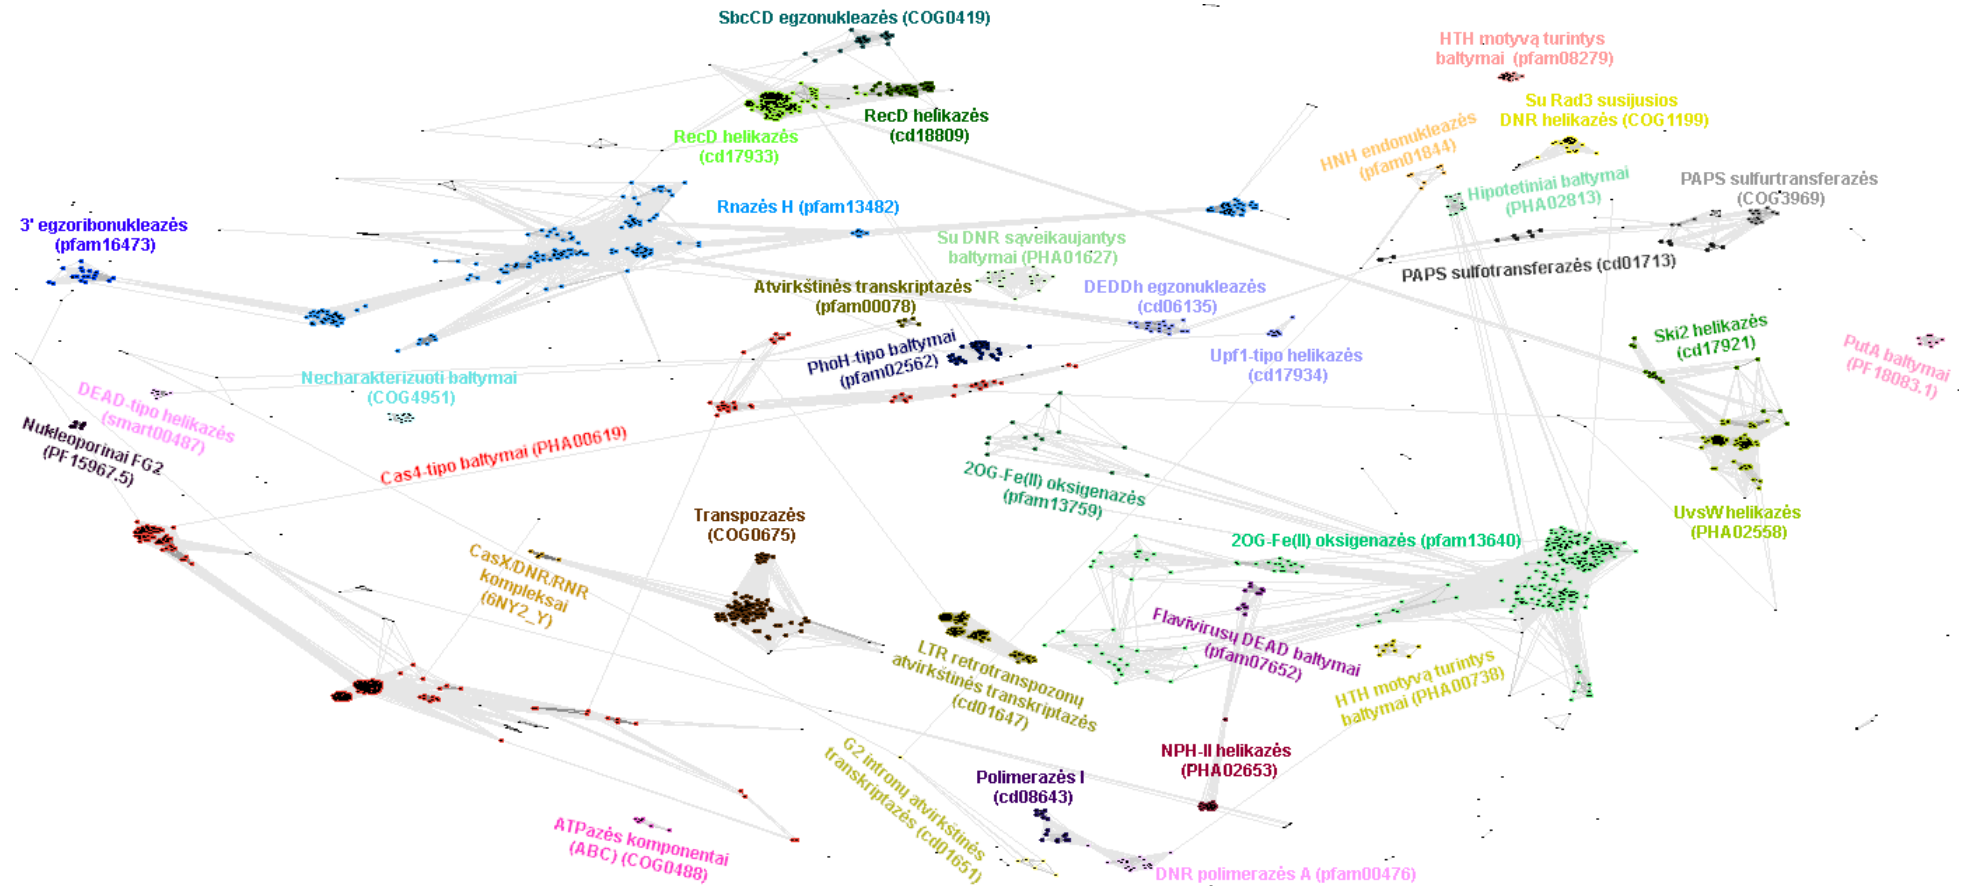 SbcCD egzonukleazės (COG0419)
HTH motyvą turintys
baltymai (pfam08279)
Su Rad3 susijusios
DNR helikazės (COG1199)
RecD helikazės
(cd18809)
RecD helikazės
(cd17933)
HNH endonukleazės
(pfam01844)
Hipotetiniai baltymai
(PHA02813)
PAPS sulfurtransferazės
(COG3969)
Rnazės H (pfam13482)
3' egzoribonukleazės
(pfam16473)
Su DNR sąveikaujantys
baltymai (PHA01627)
PAPS sulfotransferazės (cd01713)
Atvirkštinės transkriptazės
(pfam00078)
DEDDh egzonukleazės
(cd06135)
PhoH-tipo baltymai
(pfam02562)
Upf1-tipo helikazės
(cd17934)
Ski2 helikazės
(cd17921)
PutA baltymai
(PF18083.1)
Necharakterizuoti baltymai
(COG4951)
DEAD-tipo helikazės
(smart00487)
Nukleoporinai FG2
(PF15967.5)
Cas4-tipo baltymai (PHA00619)
2OG-Fe(II) oksigenazės
(pfam13759)
Transpozazės
(COG0675)
UvsW helikazės
(PHA02558)
2OG-Fe(II) oksigenazės (pfam13640)
CasX/DNR/RNR
kompleksai
(6NY2_Y)
Flavivirusų DEAD baltymai
(pfam07652)
LTR retrotranspozonų
atvirkštinės transkriptazės
(cd01647)
HTH motyvą turintys
baltymai (PHA00738)
G2 intronų atvirkštinės
transkriptazės (cd01651)
NPH-II helikazės
(PHA02653)
Polimerazės I
(cd08643)
ATPazės komponentai
(ABC) (COG0488)
DNR polimerazės A (pfam00476)